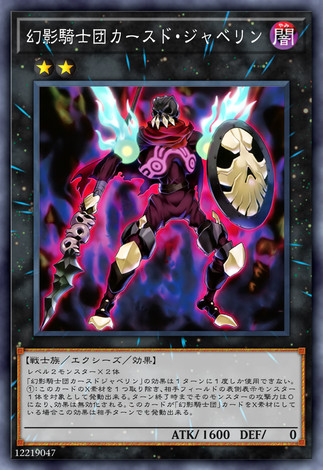 幻影騎士団カースド・ジャベリン
闇
やみ
【戦士族/エクシーズ/効果】
レベル2モンスター×2体
「幻影騎士団カースドジャベリン」の効果は1ターンに1度しか使用できない。
①:このカードのX素材を1つ取り除き、相手フィールドの表側表示モンスター
1体を対象として発動出来る。ターン終了時までそのモンスターの攻撃力は0
になり、効果は無効化される。このカードが「幻影騎士団」カードをX素材にして
いる場合この効果は相手ターンでも発動出来る。
ATK/ 1600 DEF/ 0
12219047